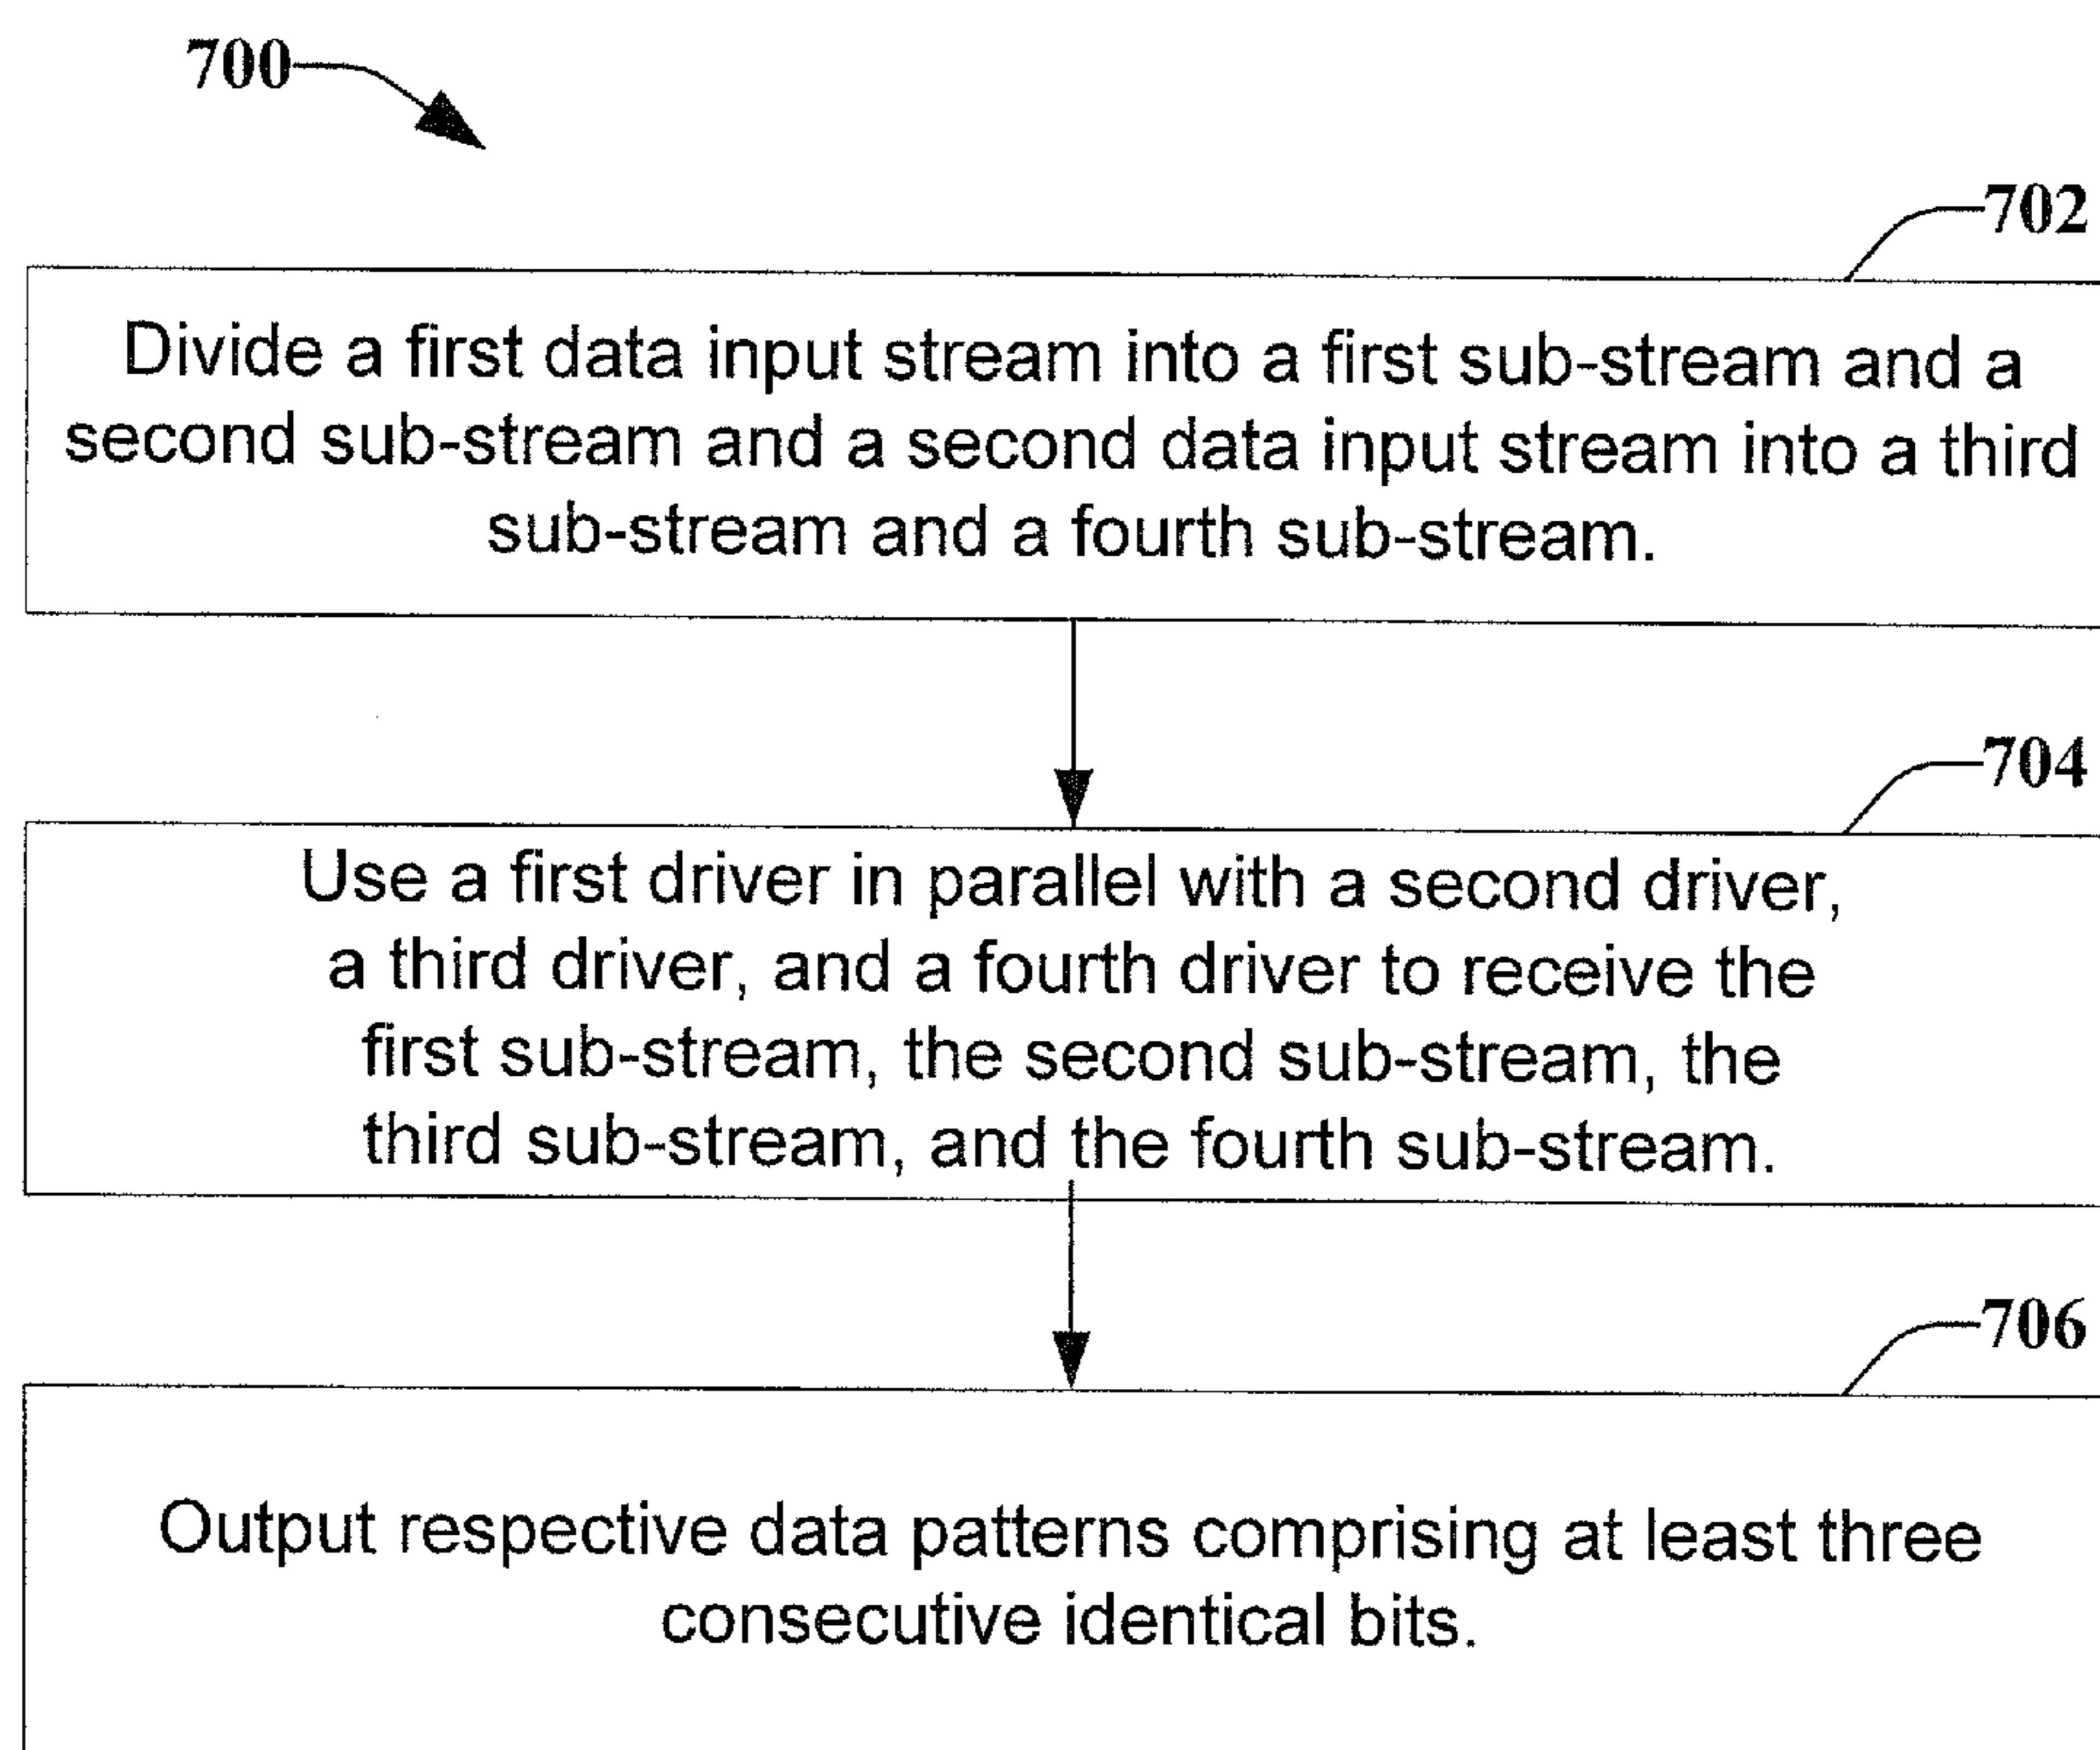 700
702
Divide a first data input stream into a first sub-stream and a
second sub-stream and a second data input stream into a third
sub-stream and a fourth sub-stream.
704
Use a first driver in parallel with a second driver,
a third driver, and a fourth driver to receive the
first sub-stream, the second sub-stream, the
third sub-stream, and the fourth sub-stream.
706
Output respective data patterns comprising at least three
consecutive identical bits.